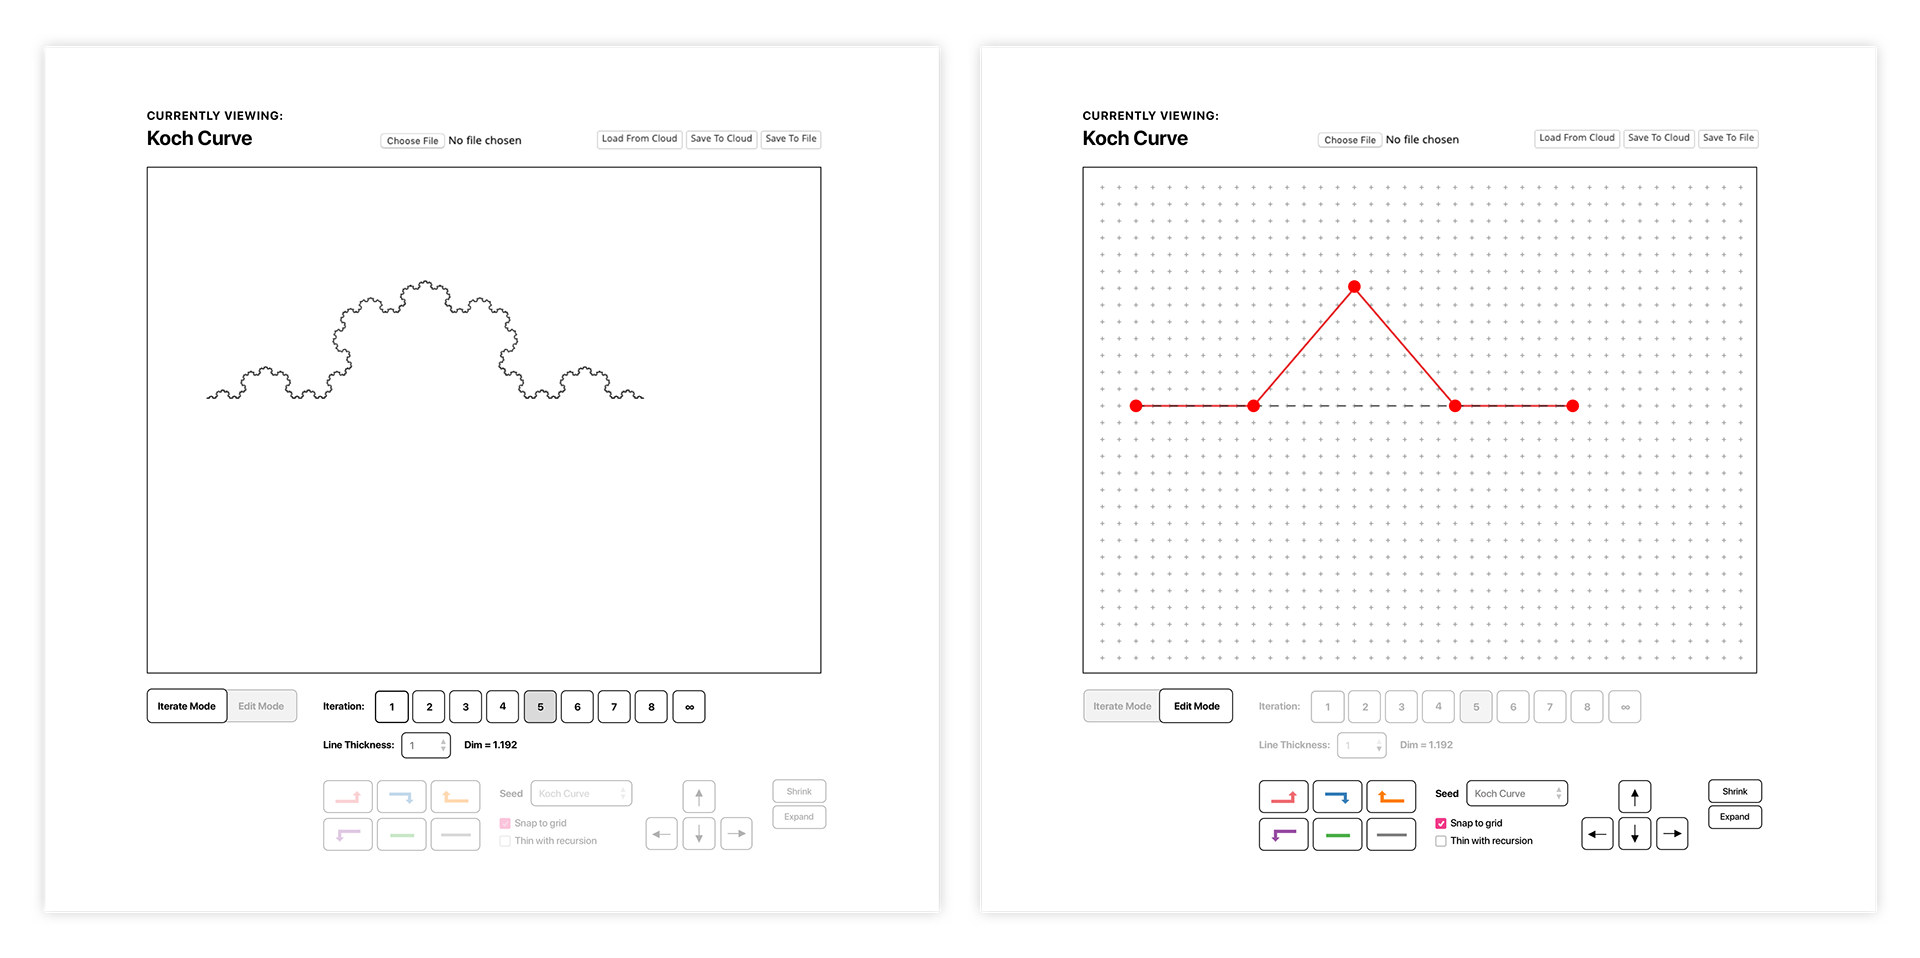 CURRENTLY VIEWING:
Koch Curve
Choose File No file chosen
Load From Cloud
Save To Cloud
Save To File
Iterate Mode
Edit Mode
Iteration:
1 2 3 4 5 6 7 8 ∞
Line Thickness: 1
Dim = 1.192
Seed Koch Curve
Snap to grid
Thin with recursion
Shrink
Expand
CURRENTLY VIEWING:
Koch Curve
Choose File No file chosen
Load From Cloud
Save To Cloud
Save To File
Iterate Mode
Edit Mode
Iteration:
1 2 3 4 5 6 7 8 ∞
Line Thickness: 1
Dim = 1.192
Seed Koch Curve
Snap to grid
Thin with recursion
Shrink
Expand